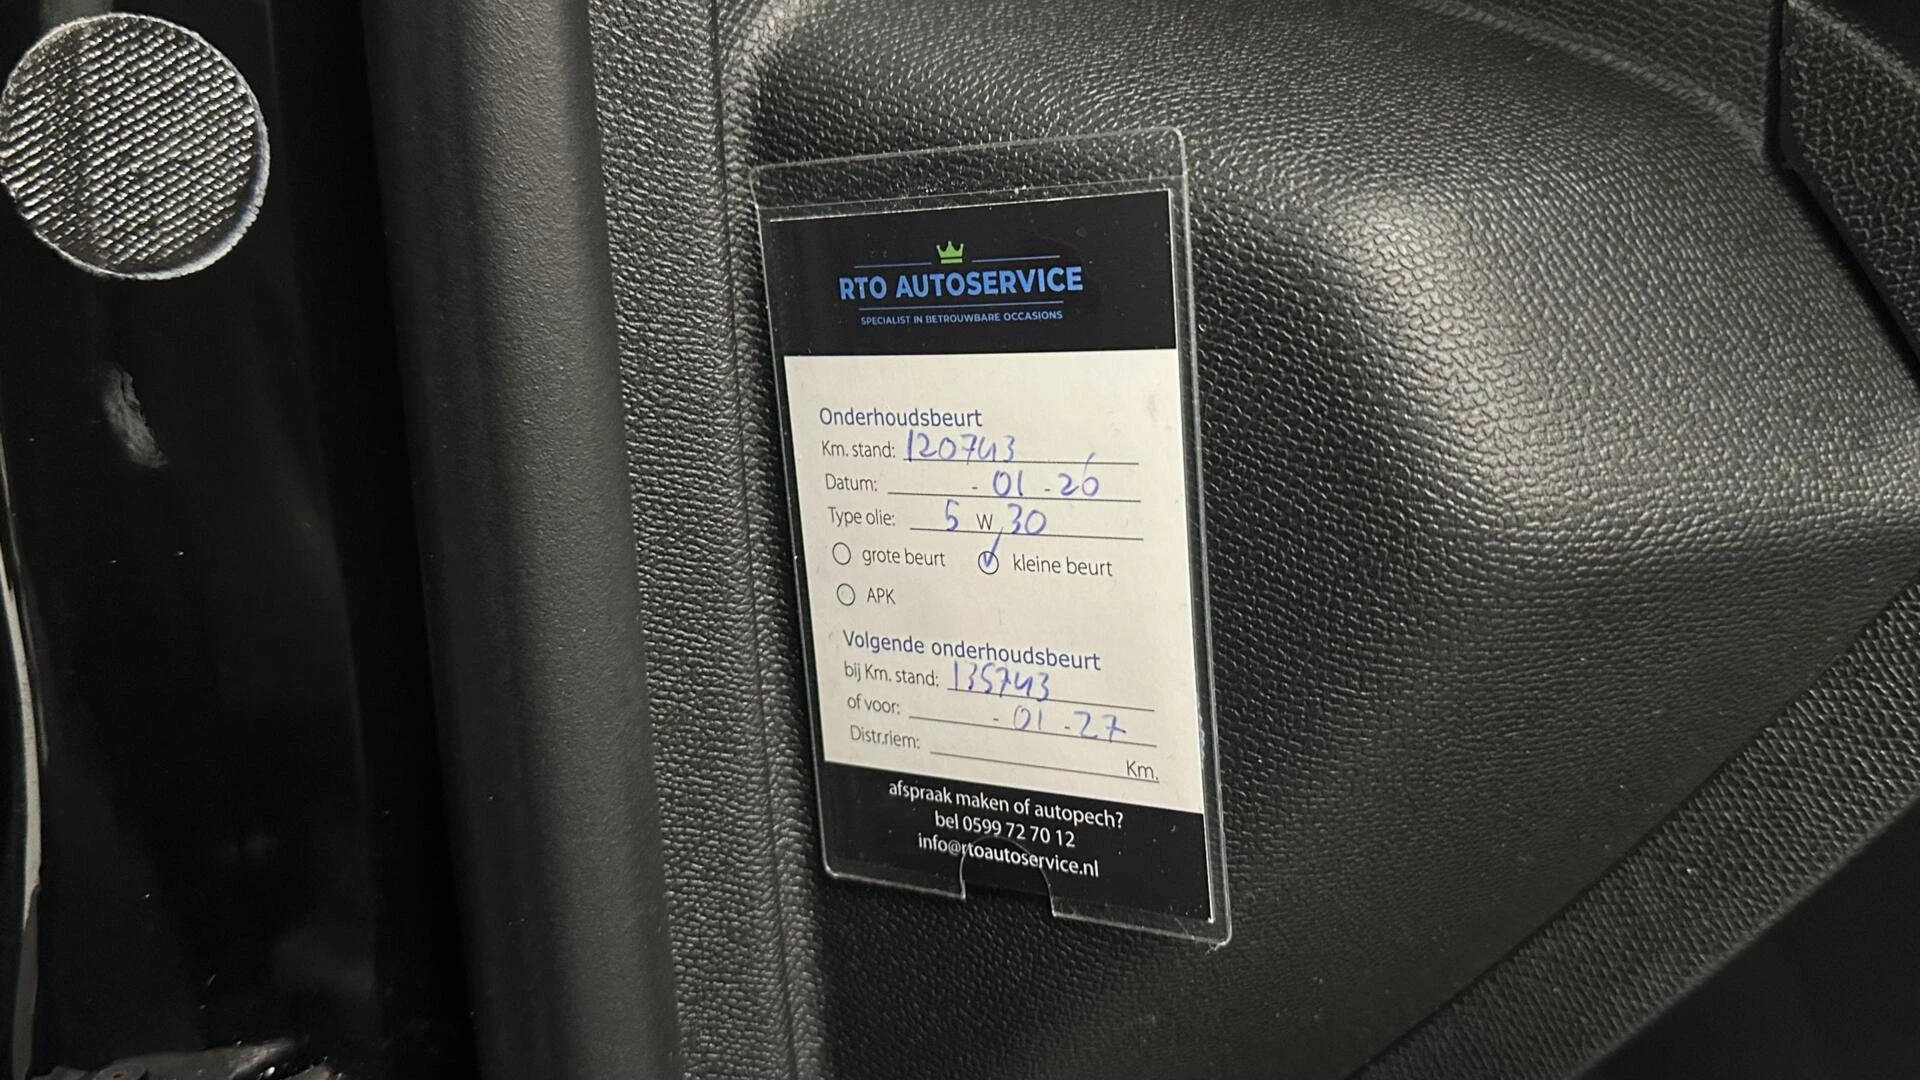 RTO AUTOSERVICE
SPECIALIST IN BETROUWBARE OCCASIONS
Onderhoudsbeurt
Km. stand: 120743
Datum: - 01 - 26
Type olie: 5 W 30
grote beurt kleine beurt
APK
Volgende onderhoudsbeurt
bij Km. stand: 135743
of voor: - 01 - 27
Distr.riem: Km.
afspraak maken of autopech?
bel 0599 72 70 12
info@rtoautoservice.nl